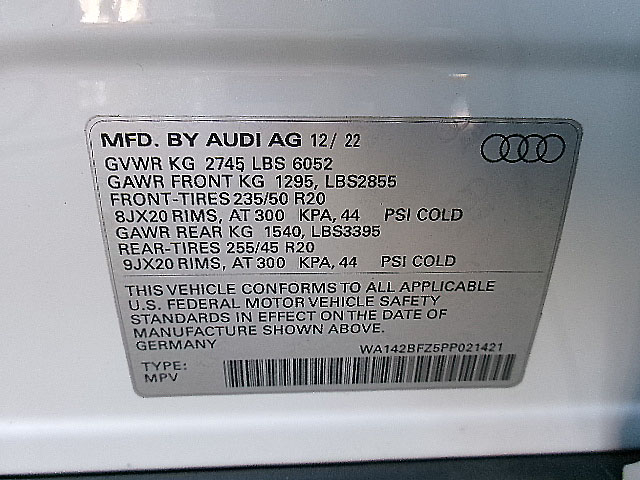 MFD. BY AUDI AG 12/ 22
GVWR KG 2745 LBS 6052
GAWR FRONT KG 1295, LBS2855
FRONT-TIRES 235/50 R20
8JX20 RIMS, AT 300 KPA, 44 PSI COLD
GAWR REAR KG 1540, LBS3395
REAR-TIRES 255/45 R20
9JX20 RIMS, AT 300 KPA, 44 PSI COLD
THIS VEHICLE CONFORMS TO ALL APPLICABLE
U.S. FEDERAL MOTOR VEHICLE SAFETY
STANDARDS IN EFFECT ON THE DATE OF
MANUFACTURE SHOWN ABOVE.
GERMANY WA142BFZ5PP021421
TYPE:
MPV